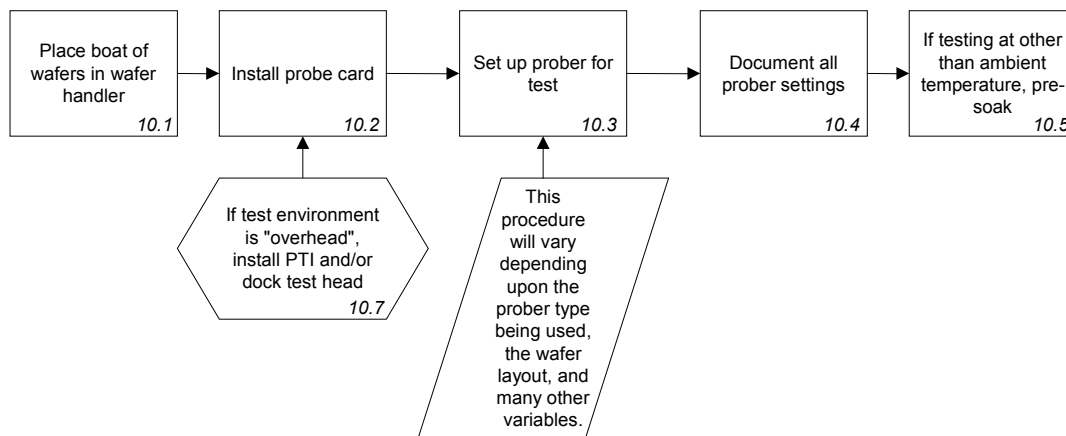 Place boat of
wafers in wafer
handler
10.1
Install probe card
10.2
Set up prober for
test
10.3
Document all
prober settings
10.4
If testing at other
than ambient
temperature, pre-
soak
10.5
If test environment
is "overhead",
install PTI and/or
dock test head
10.7
This
procedure
will vary
depending
upon the
prober type
being used,
the wafer
layout, and
many other
variables.